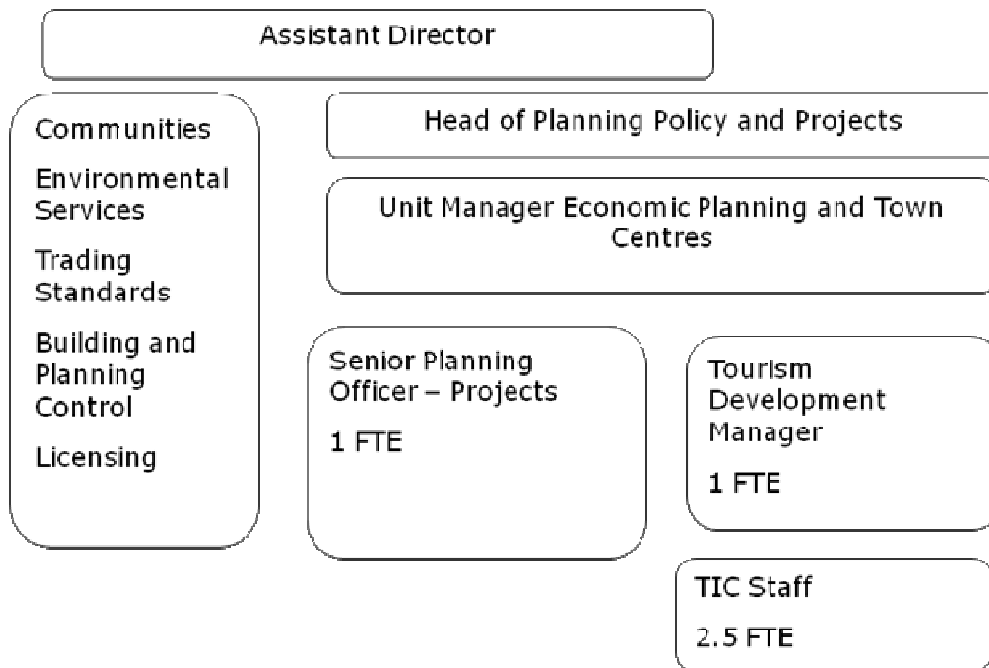 Assistant Director
Communities
Environmental
Services
Trading
Standards
Building and
Planning
Control
Licensing
Head of Planning Policy and Projects
Unit Manager Economic Planning and Town
Centres
Senior Planning
Officer – Projects
1 FTE
Tourism
Development
Manager
1 FTE
TIC Staff
2.5 FTE